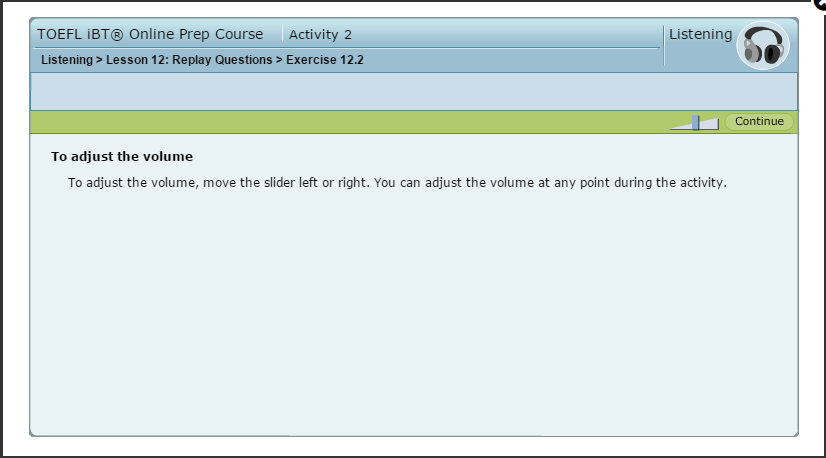 TOEFL iBT® Online Prep Course Activity 2 Listening
Listening > Lesson 12: Replay Questions > Exercise 12.2
Continue
To adjust the volume
To adjust the volume, move the slider left or right. You can adjust the volume at any point during the activity.